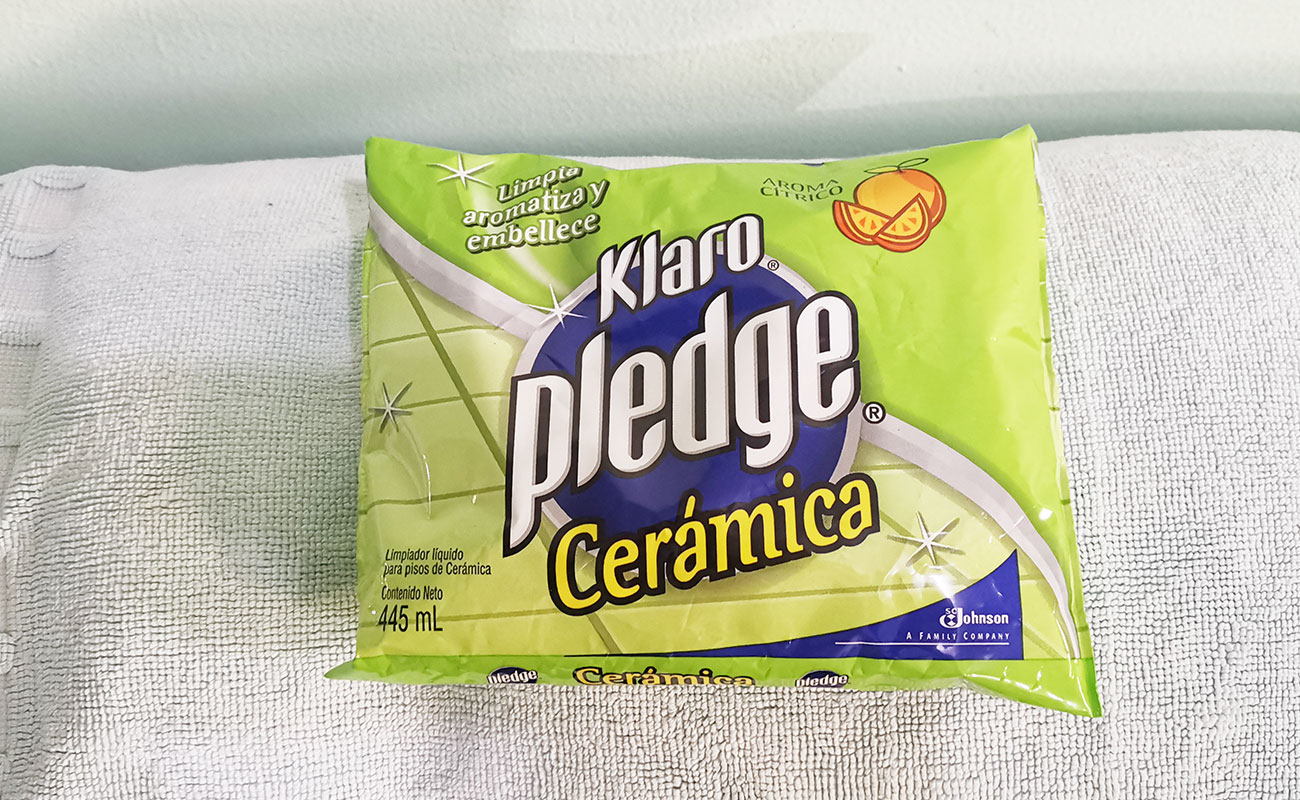 Limpia
aromatiza y
embellece
AROMA
CÍTRICO
Klaro®
pledge®
Cerámica
Limpiador líquido
para pisos de Cerámica
Contenido Neto
445 mL
SC Johnson
A FAMILY COMPANY
pledge Cerámica pledge